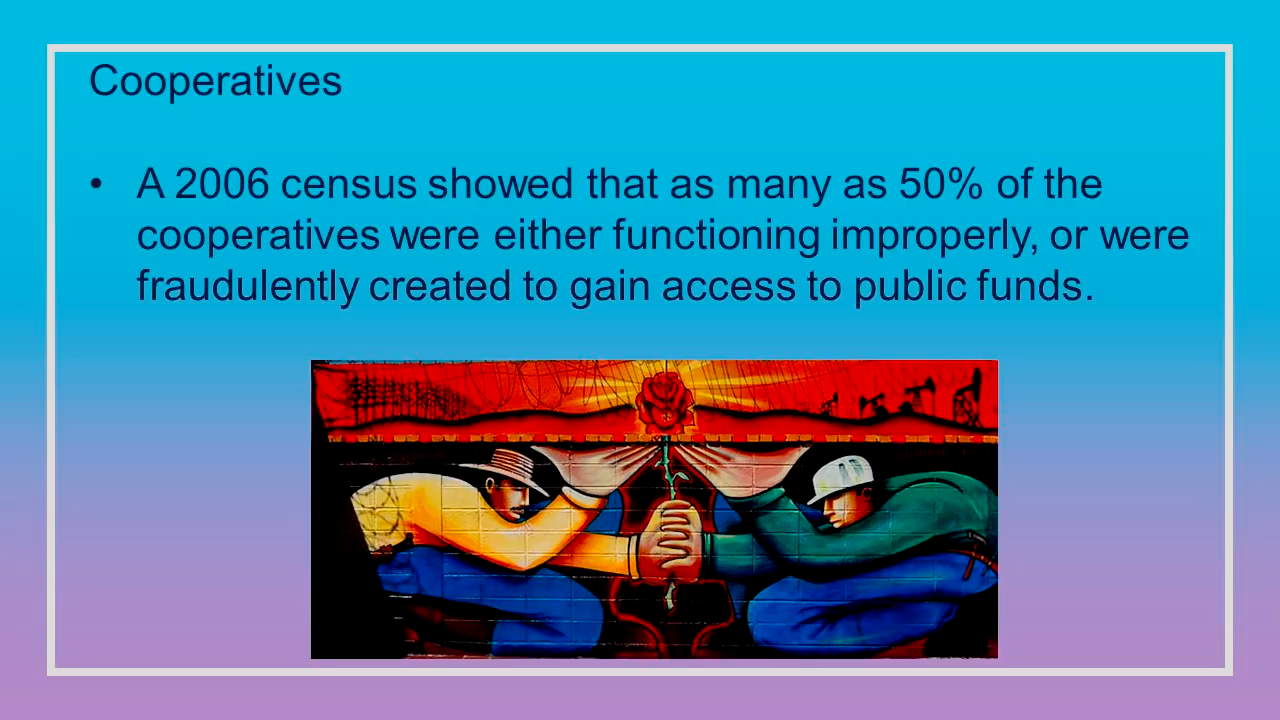 Cooperatives
• A 2006 census showed that as many as 50% of the
cooperatives were either functioning improperly, or were
fraudulently created to gain access to public funds.